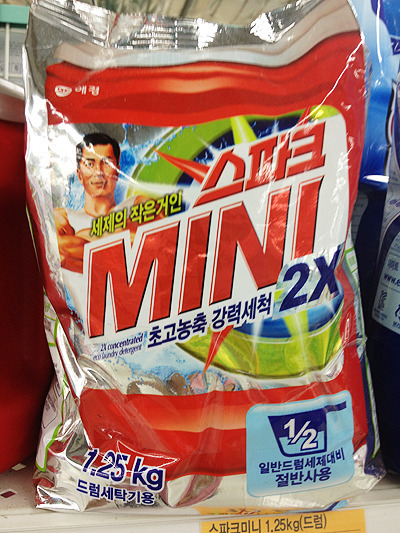 애경
스파크
세제의 작은거인
MINI
2X
초고농축 강력세척
2X concentrated
eco laundry detergent
1/2
일반드럼세제대비
절반사용
1.25kg
드럼세탁기용
스파크미니 1.25kg(드럼)